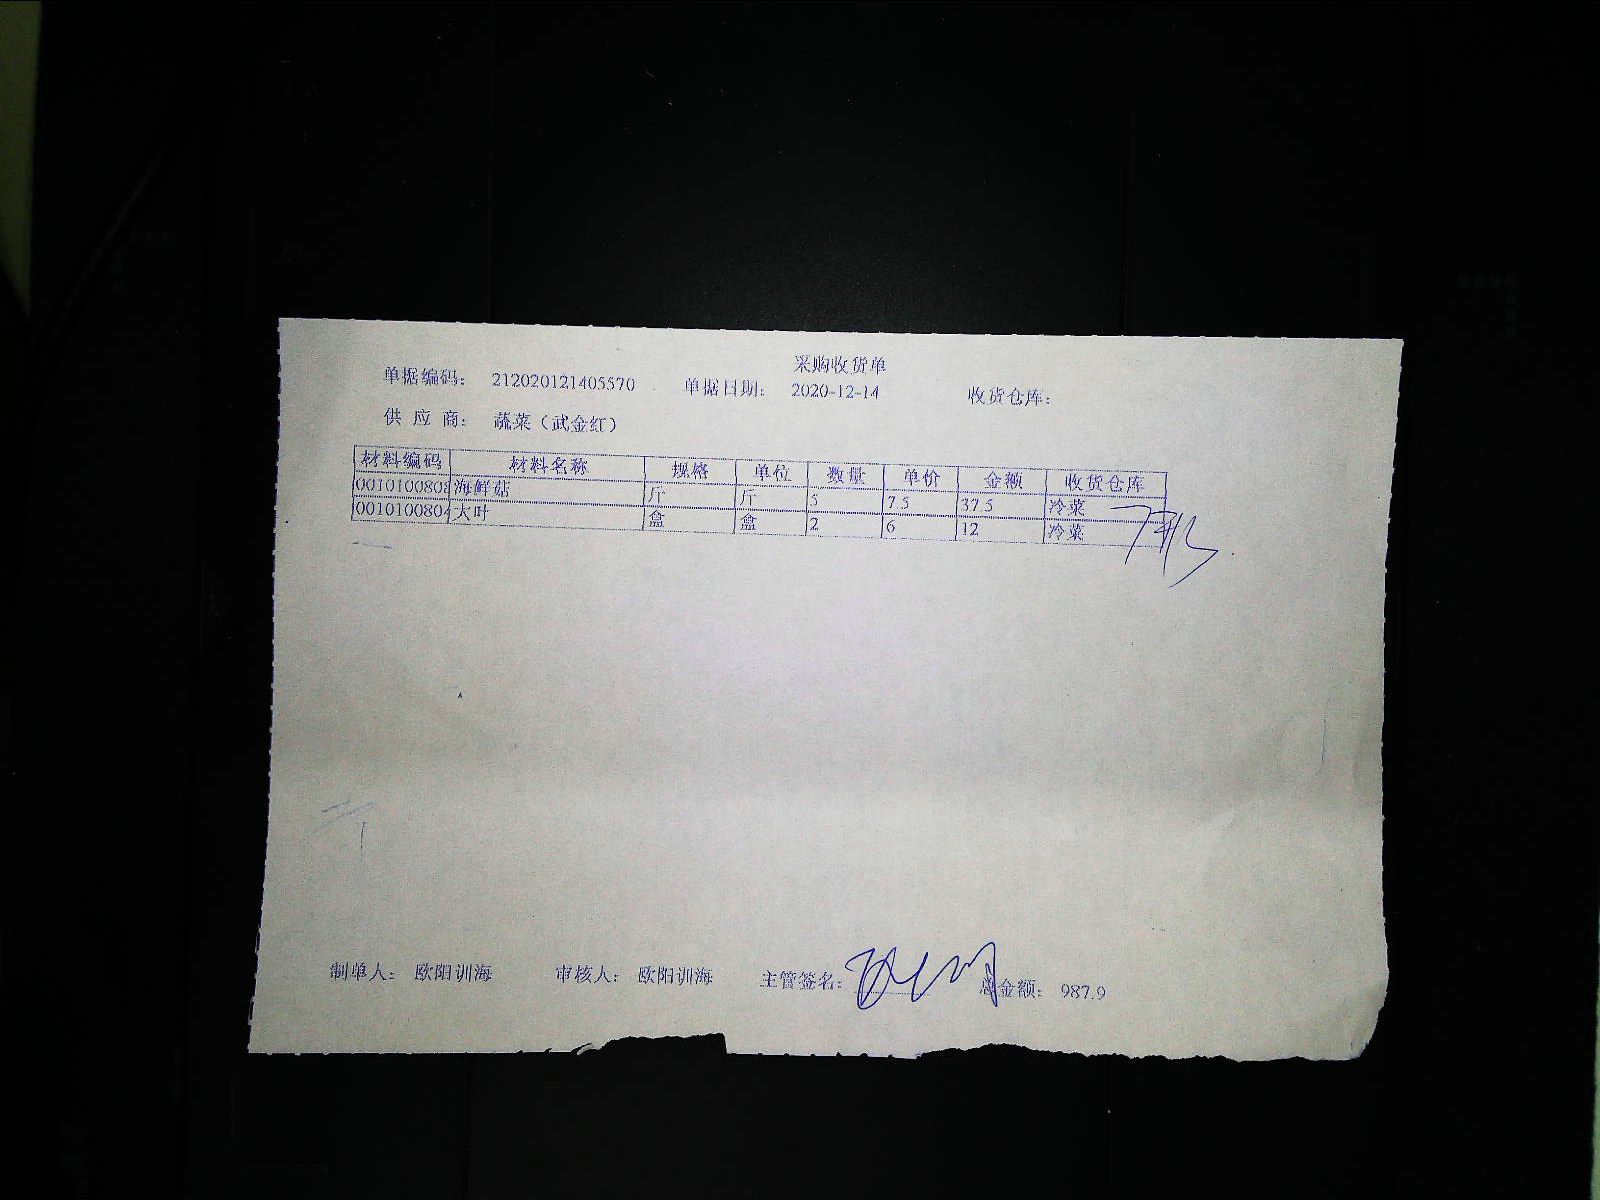 采购收货单
单据编码： 212020121405570 单据日期： 2020-12-14 收货仓库：
供 应 商： 蔬菜（武金红）
材料编码 材料名称 规格 单位 数量 单价 金额 收货仓库
0010100808 海鲜菇 斤 斤 5 7.5 37.5 冷菜
0010100804 大叶 盒 盒 2 6 12 冷菜
制单人： 欧阳训海 审核人： 欧阳训海 主管签名： 总金额： 987.9